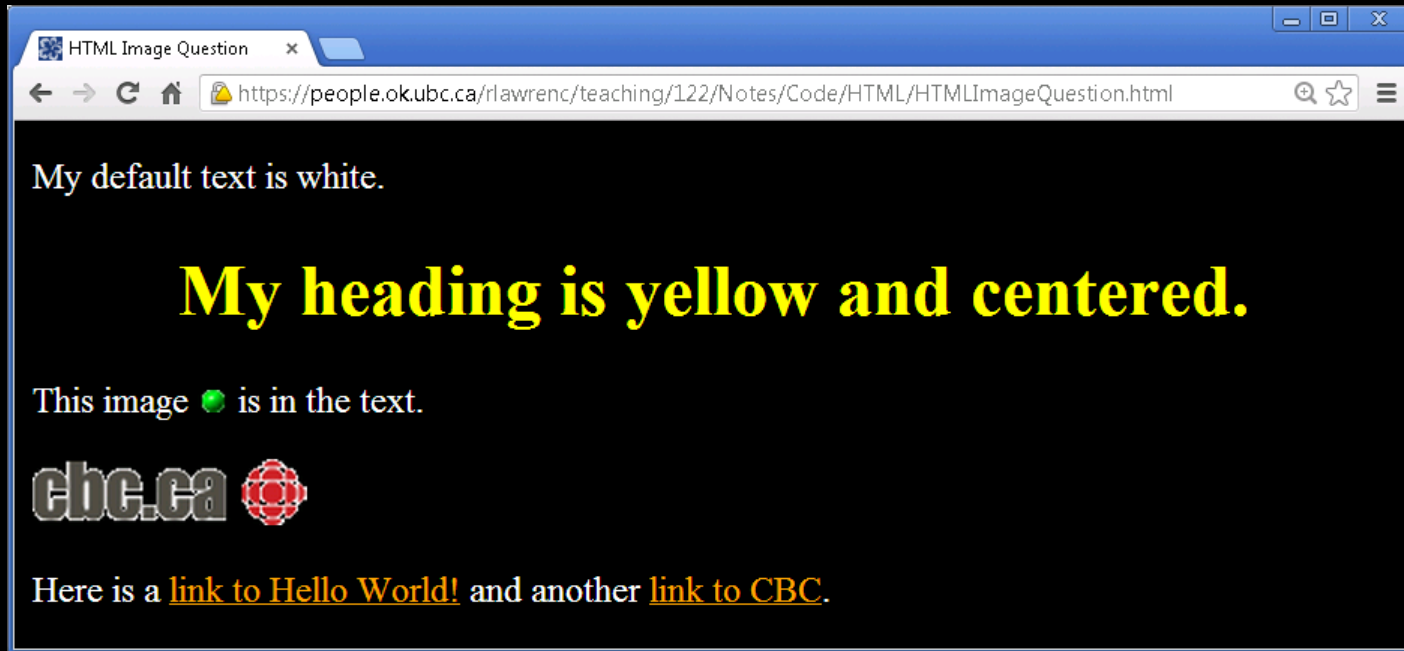 HTML Image Question
https://people.ok.ubc.ca/rlawrenc/teaching/122/Notes/Code/HTML/HTMLImageQuestion.html
My default text is white.
My heading is yellow and centered.
This image is in the text.
cbc.ca
Here is a link to Hello World! and another link to CBC.